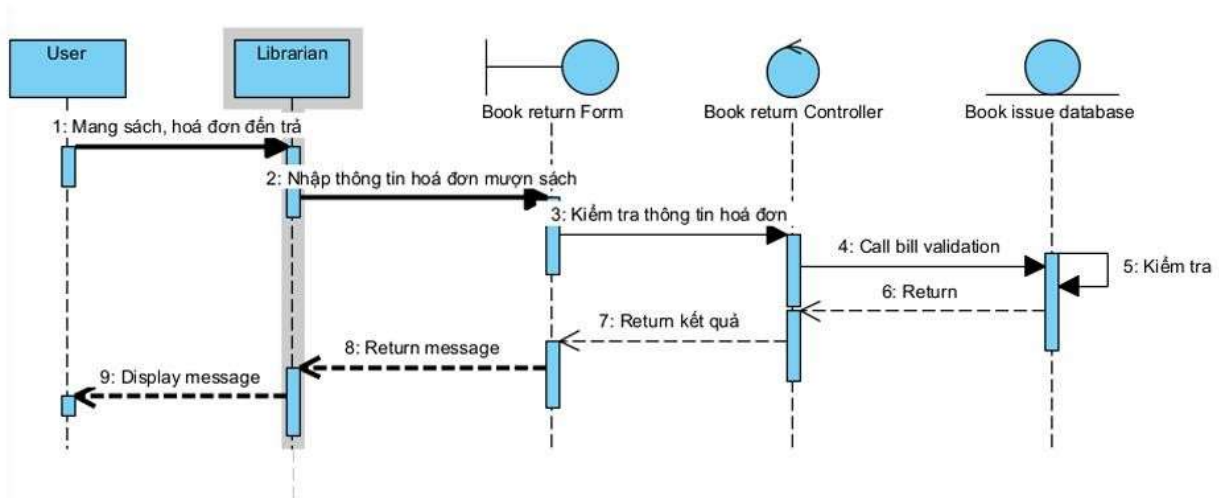 User
Librarian
Book return Form
Book return Controller
Book issue database
1: Mang sách, hoá đơn đến trả
2: Nhập thông tin hoá đơn mượn sách
3: Kiểm tra thông tin hoá đơn
4: Call bill validation
5: Kiểm tra
6: Return
7: Return kết quả
8: Return message
9: Display message